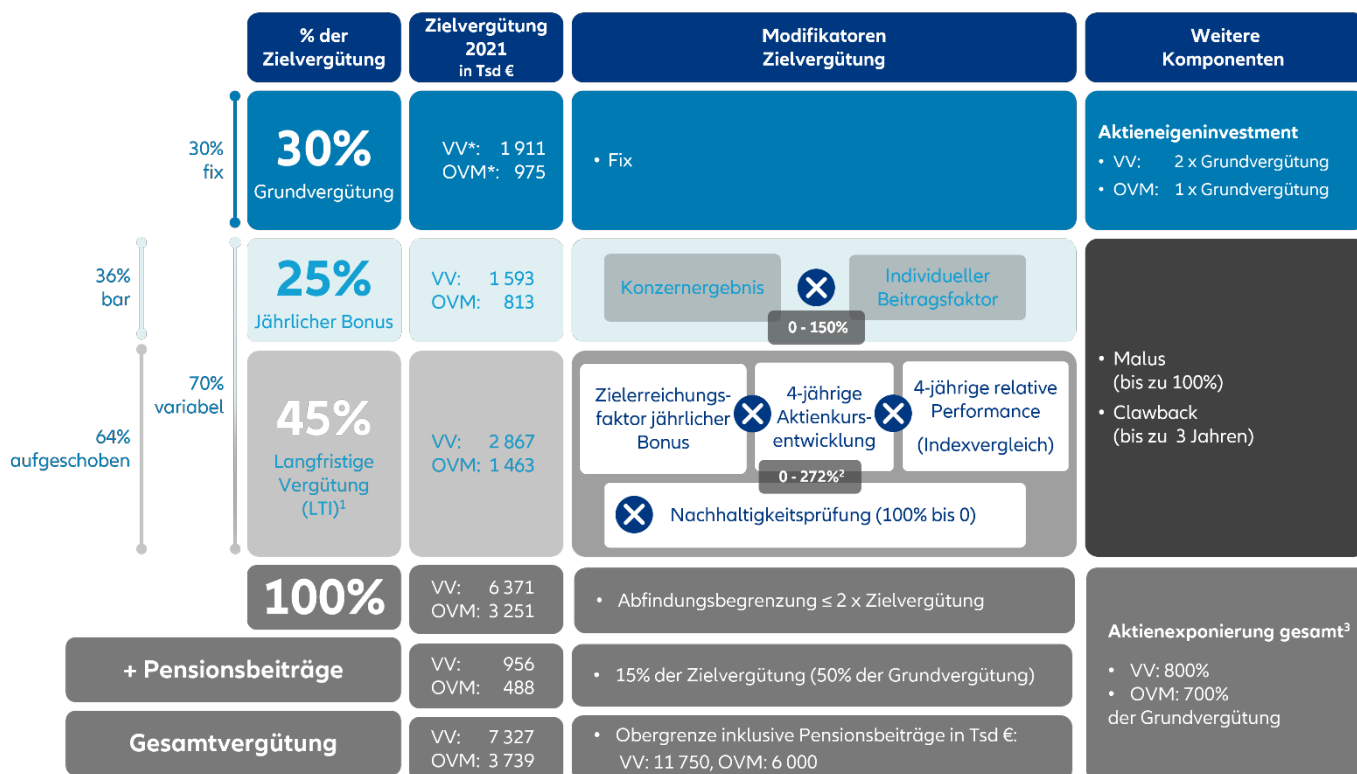 % der
Zielvergütung
Zielvergütung
2021
in Tsd €
Modifikatoren
Zielvergütung
Weitere
Komponenten
30%
fix
30%
Grundvergütung
VV*: 1 911
OVM*: 975
• Fix
Aktieneigeninvestment
• VV: 2 x Grundvergütung
• OVM: 1 x Grundvergütung
36%
bar
70%
variabel
64%
aufgeschoben
25%
Jährlicher Bonus
VV: 1 593
OVM: 813
Konzernergebnis
Individueller
Beitragsfaktor
0 - 150%
45%
Langfristige
Vergütung
(LTI)1
VV: 2 867
OVM: 1 463
Zielerreichungs-
faktor jährlicher
Bonus
4-jährige
Aktienkurs-
entwicklung
4-jährige relative
Performance
(Indexvergleich)
0 - 272%2
Nachhaltigkeitsprüfung (100% bis 0)
• Malus
(bis zu 100%)
• Clawback
(bis zu 3 Jahren)
100%
VV: 6 371
OVM: 3 251
• Abfindungsbegrenzung ≤ 2 x Zielvergütung
+ Pensionsbeiträge
VV: 956
OVM: 488
• 15% der Zielvergütung (50% der Grundvergütung)
Gesamtvergütung
VV: 7 327
OVM: 3 739
• Obergrenze inklusive Pensionsbeiträge in Tsd €:
VV: 11 750, OVM: 6 000
Aktienexponierung gesamt3
• VV: 800%
• OVM: 700%
der Grundvergütung